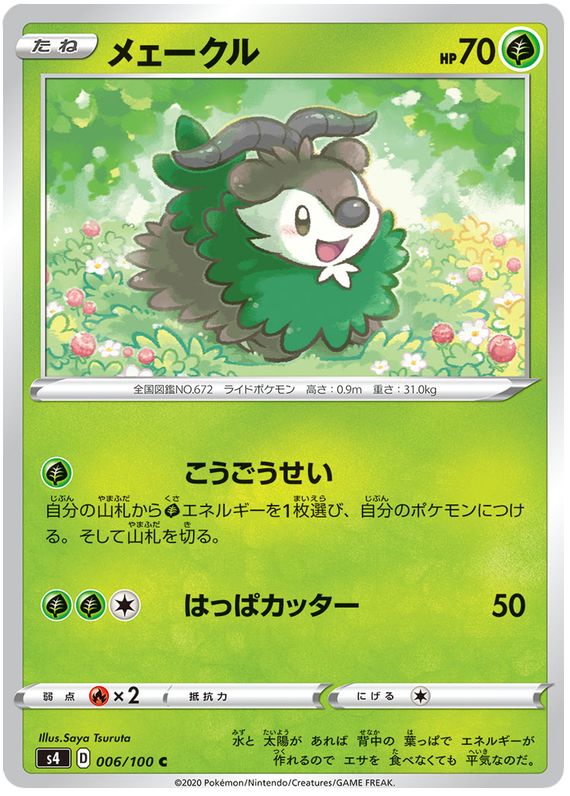 たね メェークル HP70
全国図鑑NO.672 ライドポケモン 高さ:0.9m 重さ:31.0kg
こうごうせい
自分の山札からエネルギーを1枚選び、自分のポケモンにつけ
る。そして山札を切る。
はっぱカッター 50
弱点 ×2 抵抗力 にげる
Illus.Saya Tsuruta
s4 D 006/100 C
水と 太陽が あれば 背中の 葉っぱで エネルギーが
作れるので エサを 食べなくても 平気なのだ。
©2020 Pokémon/Nintendo/Creatures/GAME FREAK.